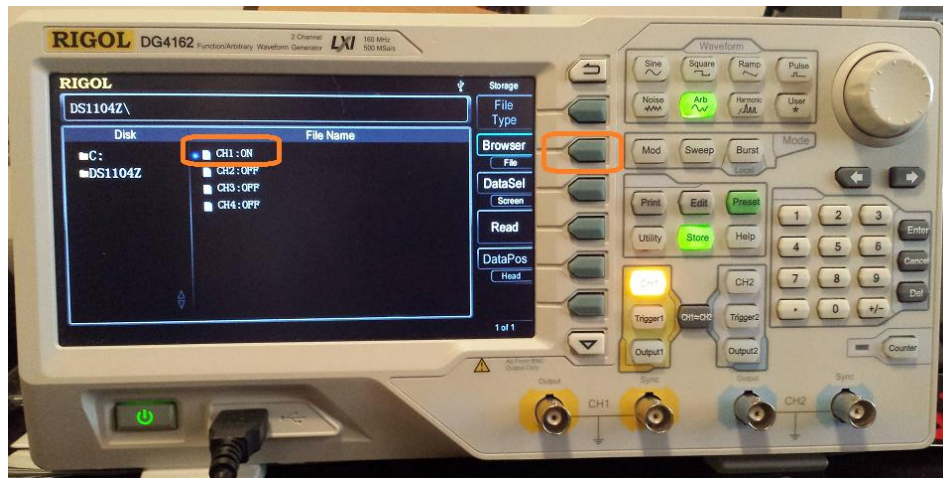 RIGOL DG4162 Function/Arbitrary Waveform Generator 2 Channel LXI 160 MHz 500 MSa/s
RIGOL
Storage
DS1104Z\
File Type
Disk
File Name
Browser
File
C:
CH1:ON
DS1104Z
CH2:OFF
CH3:OFF
CH4:OFF
DataSel
Screen
Read
DataPos
Head
1 of 1
Waveform
Sine
Square
Ramp
Pulse
Noise
Arb
Harmonic
User
Mod
Sweep
Burst
Mode
Local
Print
Edit
Preset
Utility
Store
Help
1
2
3
Enter
4
5
6
Cancel
7
8
9
Del
.
0
+/-
CH1
CH2
Trigger1
CH1⇌CH2
Trigger2
Output1
Output2
Counter
Output
Sync
Output
Sync
CH1
CH2